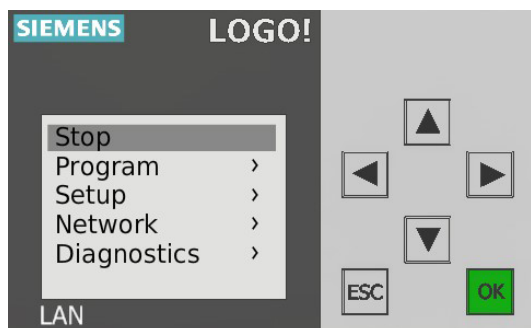 SIEMENS LOGO!
Stop
Program >
Setup >
Network >
Diagnostics >
ESC OK
LAN